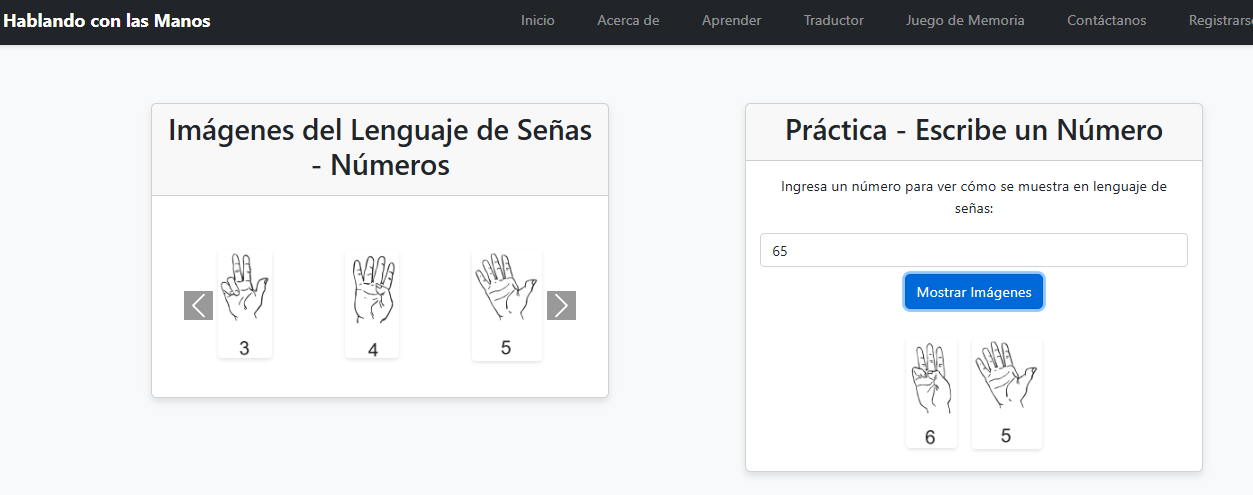 Hablando con las Manos
Inicio
Acerca de
Aprender
Traductor
Juego de Memoria
Contáctanos
Registrarse
Imágenes del Lenguaje de Señas
- Números
3
4
5
Práctica - Escribe un Número
Ingresa un número para ver cómo se muestra en lenguaje de
señas:
65
Mostrar Imágenes
6
5